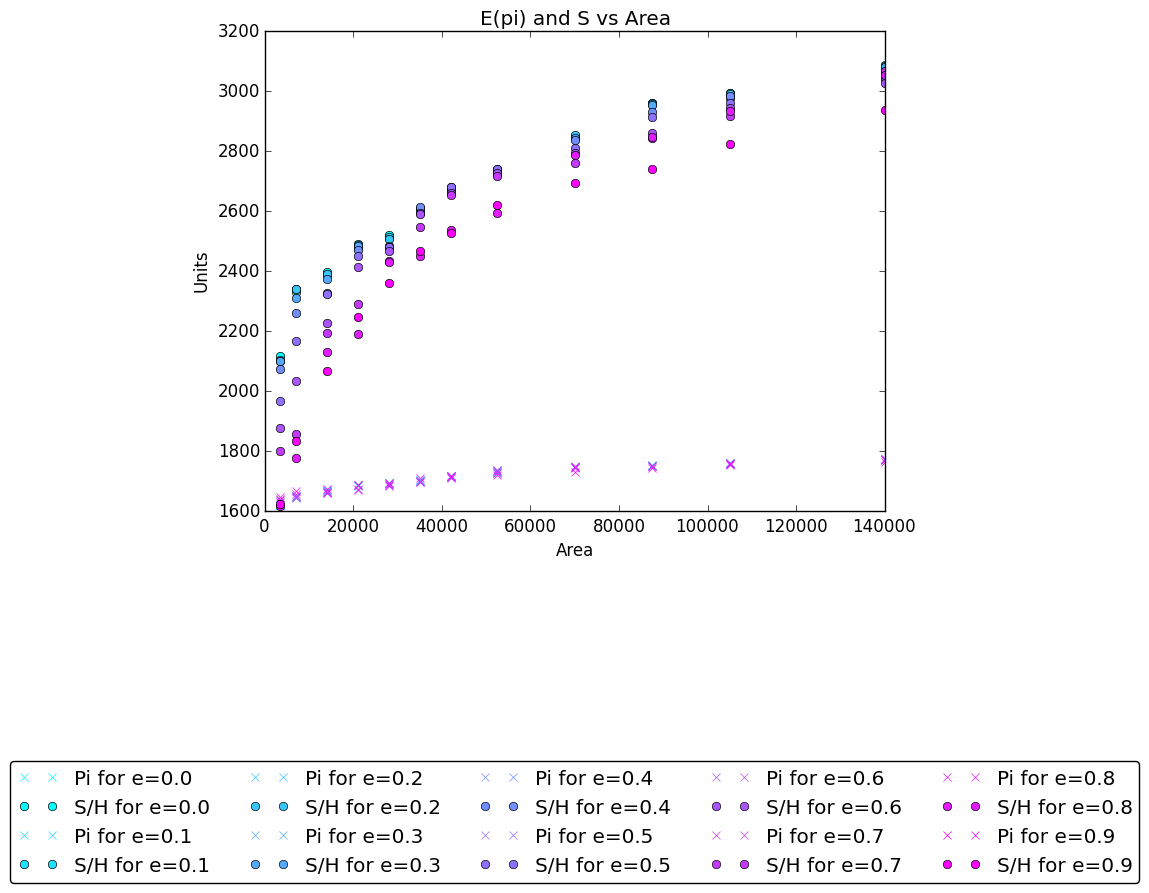 E(pi) and S vs Area
3200
3000
2800
2600
2400
2200
2000
1800
1600
Units
0 20000 40000 60000 80000 100000 120000 140000
Area
Pi for e=0.0 Pi for e=0.2 Pi for e=0.4 Pi for e=0.6 Pi for e=0.8
S/H for e=0.0 S/H for e=0.2 S/H for e=0.4 S/H for e=0.6 S/H for e=0.8
Pi for e=0.1 Pi for e=0.3 Pi for e=0.5 Pi for e=0.7 Pi for e=0.9
S/H for e=0.1 S/H for e=0.3 S/H for e=0.5 S/H for e=0.7 S/H for e=0.9